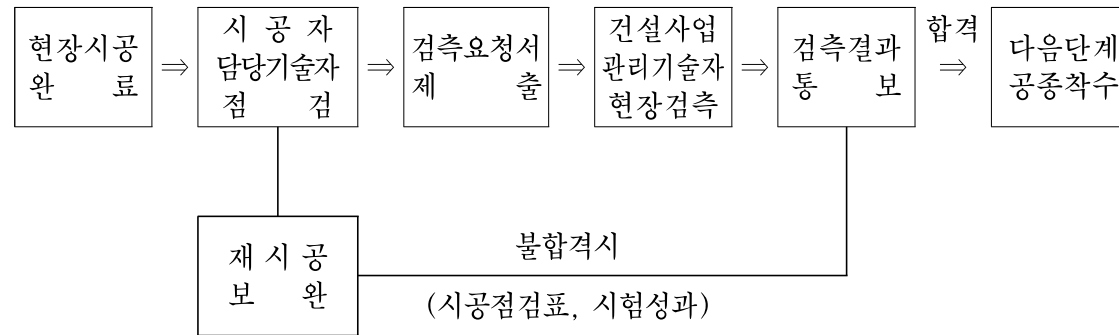 현장시공
완 료
⇒
시 공 자
담당기술자
점 검
⇒
검측요청서
제 출
⇒
건설사업
관리기술자
현장검측
⇒
검측결과
통 보
합격
⇒
다음단계
공종착수
재 시 공
보 완
불합격시
(시공점검표, 시험성과)